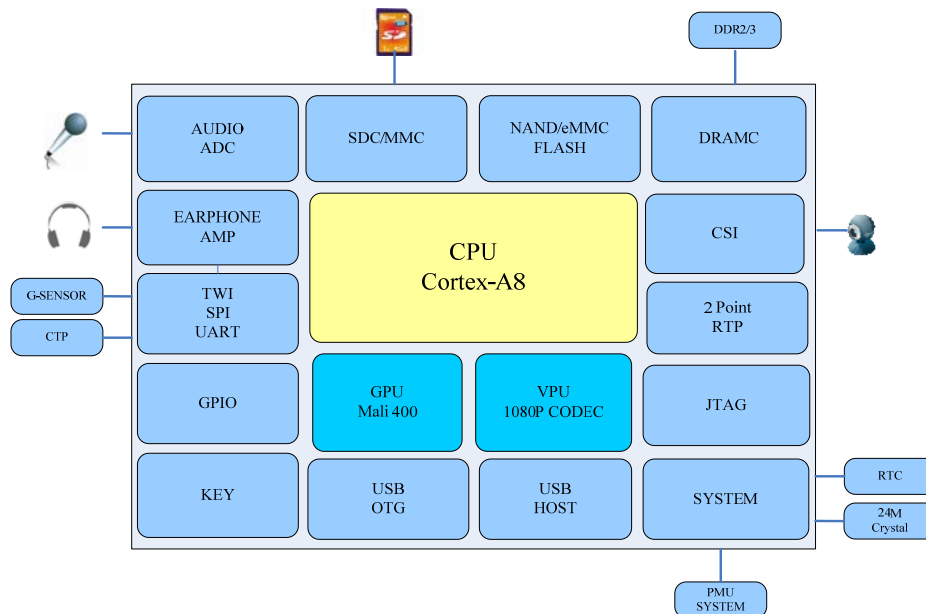 DDR2/3
SD
AUDIO
ADC
SDC/MMC
NAND/eMMC
FLASH
DRAMC
EARPHONE
AMP
CPU
Cortex-A8
CSI
G-SENSOR
CTP
TWI
SPI
UART
2 Point
RTP
GPIO
GPU
Mali 400
VPU
1080P CODEC
JTAG
KEY
USB
OTG
USB
HOST
SYSTEM
RTC
24M
Crystal
PMU
SYSTEM